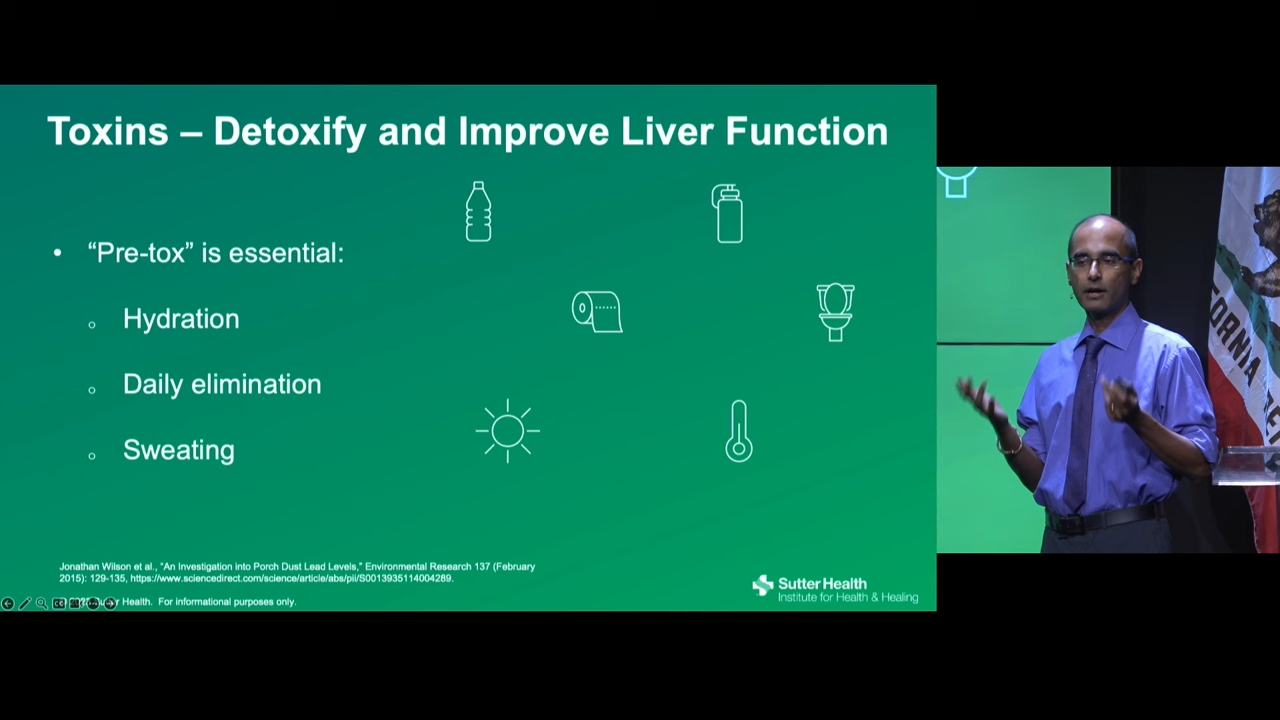 Toxins – Detoxify and Improve Liver Function
• “Pre-tox” is essential:
o Hydration
o Daily elimination
o Sweating
Jonathan Wilson et al., “An Investigation into Porch Dust Lead Levels,” Environmental Research 137 (February
2015): 129-135, https://www.sciencedirect.com/science/article/abs/pii/S0013935114004289.
Health. For informational purposes only.
Sutter Health
Institute for Health & Healing